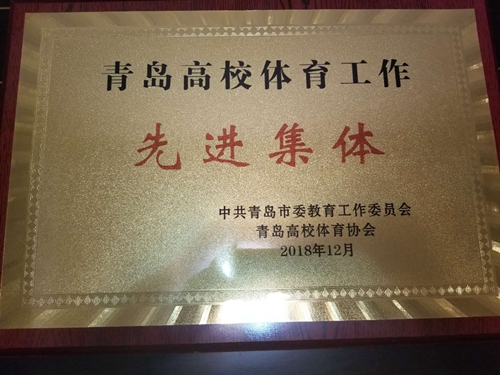 青岛高校体育工作
先进集体
中共青岛市委教育工作委员会
青岛高校体育协会
2018年12月